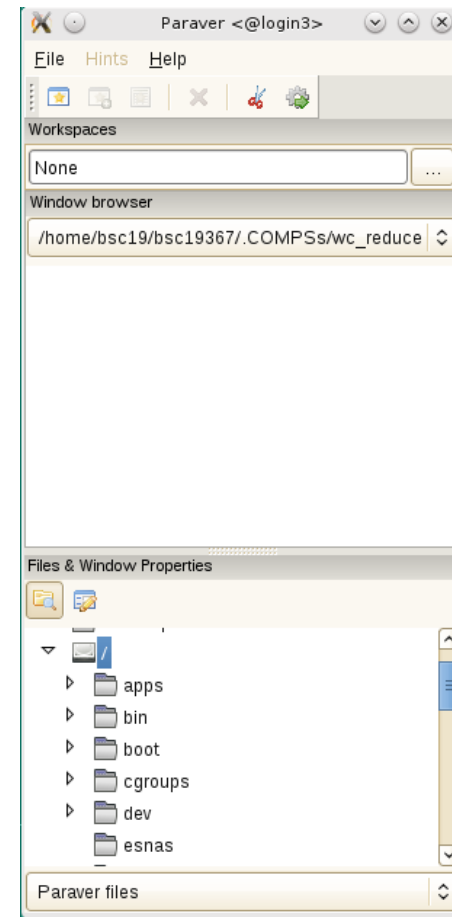 Paraver <@login3>
File Hints Help
Workspaces
None
...
Window browser
/home/bsc19/bsc19367/.COMPSs/wc_reduce
Files & Window Properties
/
apps
bin
boot
cgroups
dev
esnas
Paraver files